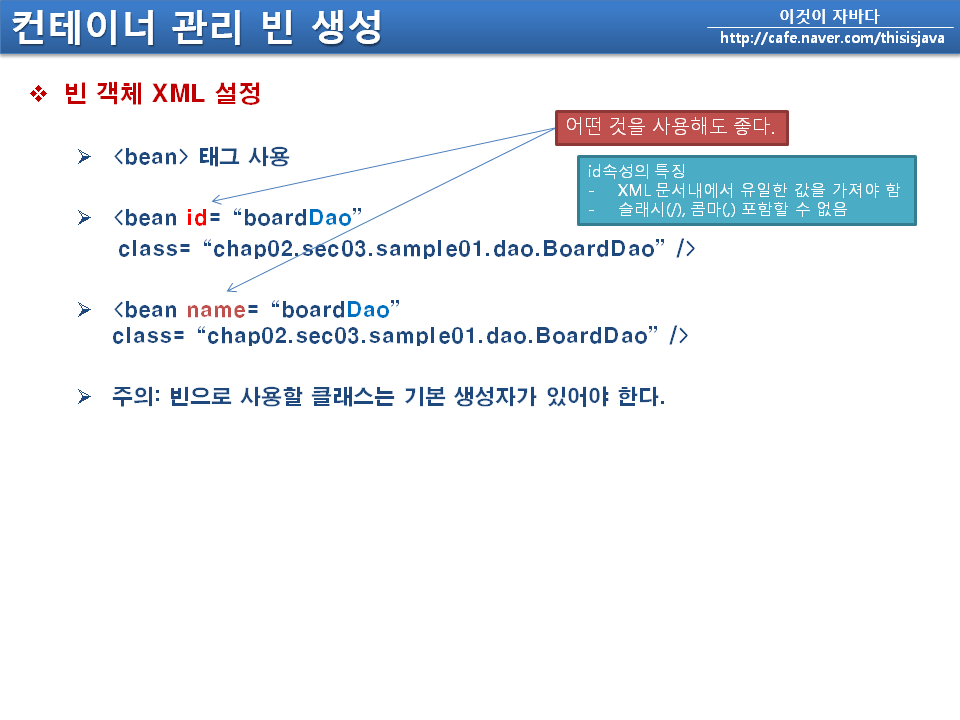 컨테이너 관리 빈 생성
이것이 자바다
http://cafe.naver.com/thisisjava
❖ 빈 객체 XML 설정
어떤 것을 사용해도 좋다.
➢ <bean> 태그 사용
id속성의 특징
- XML 문서내에서 유일한 값을 가져야 함
- 슬래시(/), 콤마(,) 포함할 수 없음
➢ <bean id= “boardDao”
class= “chap02.sec03.sample01.dao.BoardDao” />
➢ <bean name= “boardDao”
class= “chap02.sec03.sample01.dao.BoardDao” />
➢ 주의: 빈으로 사용할 클래스는 기본 생성자가 있어야 한다.